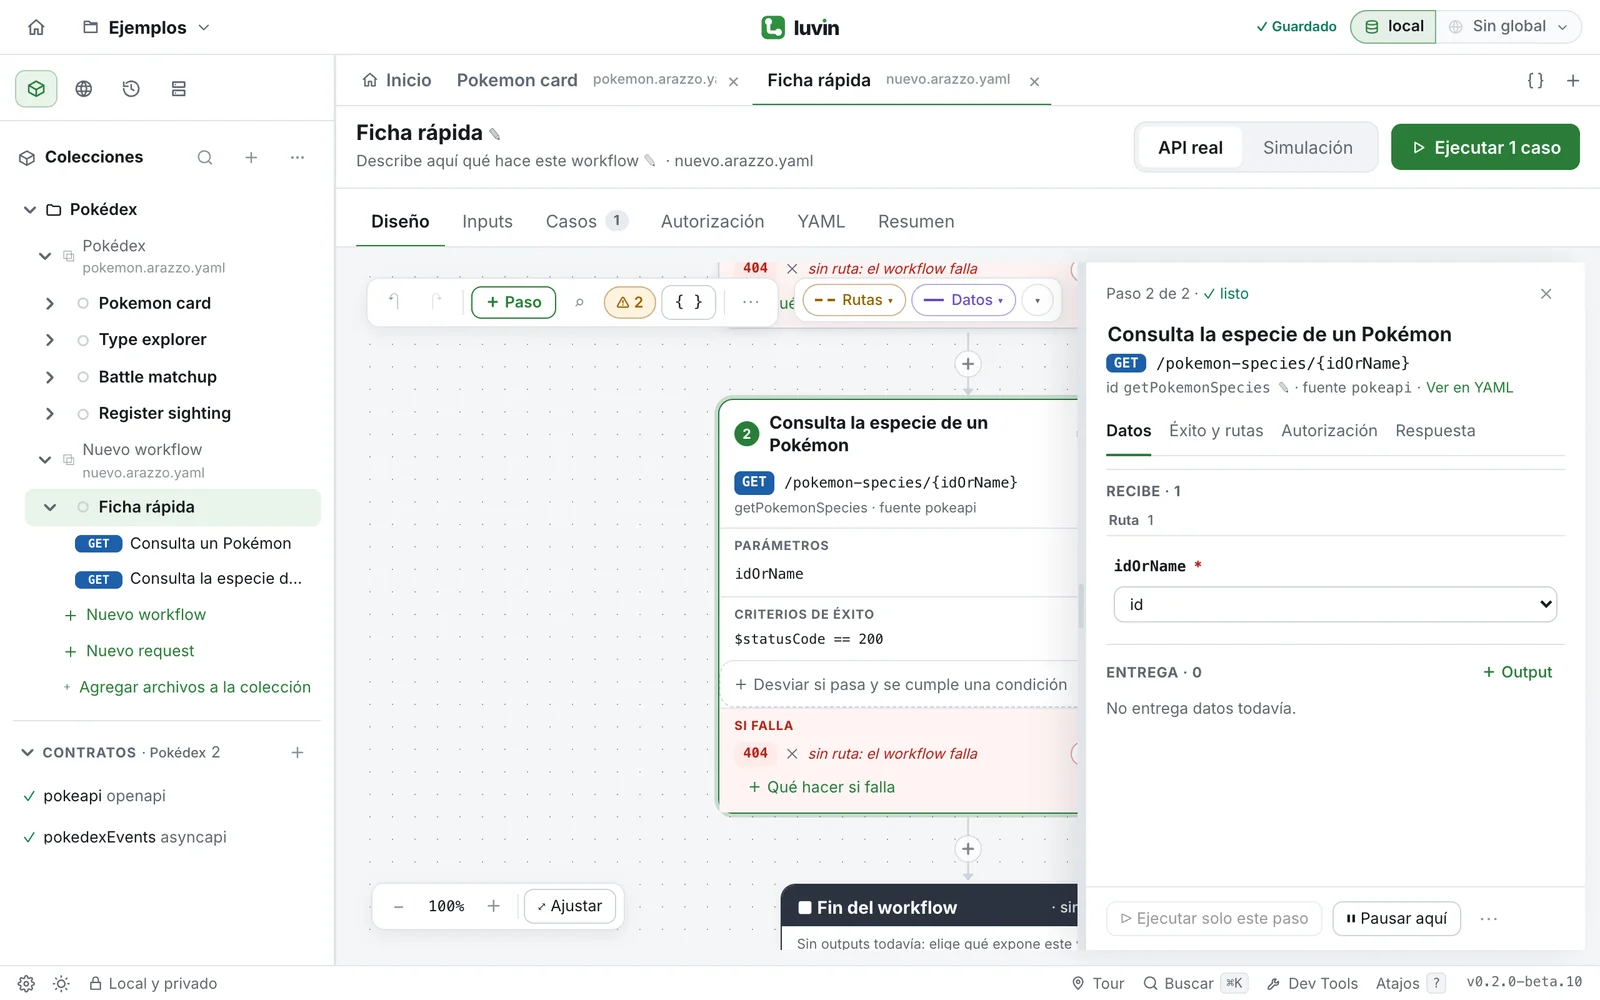 Ejemplos
luvin
✓ Guardado
local
Sin global
Inicio
Pokemon card pokemon.arazzo.ya ×
Ficha rápida nuevo.arazzo.yaml ×
{ } +
Colecciones
Ficha rápida
Describe aquí qué hace este workflow · nuevo.arazzo.yaml
API real
Simulación
Ejecutar 1 caso
Diseño
Inputs
Casos 1
Autorización
YAML
Resumen
Pokédex
Pokédex
pokemon.arazzo.yaml
Pokemon card
Type explorer
Battle matchup
Register sighting
Nuevo workflow
nuevo.arazzo.yaml
Ficha rápida
GET Consulta un Pokémon
GET Consulta la especie d...
+ Nuevo workflow
+ Nuevo request
+ Agregar archivos a la colección
CONTRATOS · Pokédex 2 +
✓ pokeapi openapi
✓ pokedexEvents asyncapi
404 × sin ruta: el workflow falla
+ Paso
2
{ }
...
Rutas
Datos
+
2 Consulta la especie de un
Pokémon
GET /pokemon-species/{idOrName}
getPokemonSpecies · fuente pokeapi
PARÁMETROS
idOrName
CRITERIOS DE ÉXITO
$statusCode == 200
+ Desviar si pasa y se cumple una condición
SI FALLA
404 × sin ruta: el workflow falla
+ Qué hacer si falla
+
− 100% +
Ajustar
Fin del workflow · sin
Sin outputs todavía: elige qué expone este
Paso 2 de 2 · ✓ listo ×
Consulta la especie de un Pokémon
GET /pokemon-species/{idOrName}
id getPokemonSpecies · fuente pokeapi · Ver en YAML
Datos
Éxito y rutas
Autorización
Respuesta
RECIBE · 1
Ruta 1
idOrName *
id
ENTREGA · 0
+ Output
No entrega datos todavía.
Ejecutar solo este paso
Pausar aquí
...
Local y privado
Tour
Buscar ⌘K
Dev Tools
Atajos ?
v0.2.0-beta.10